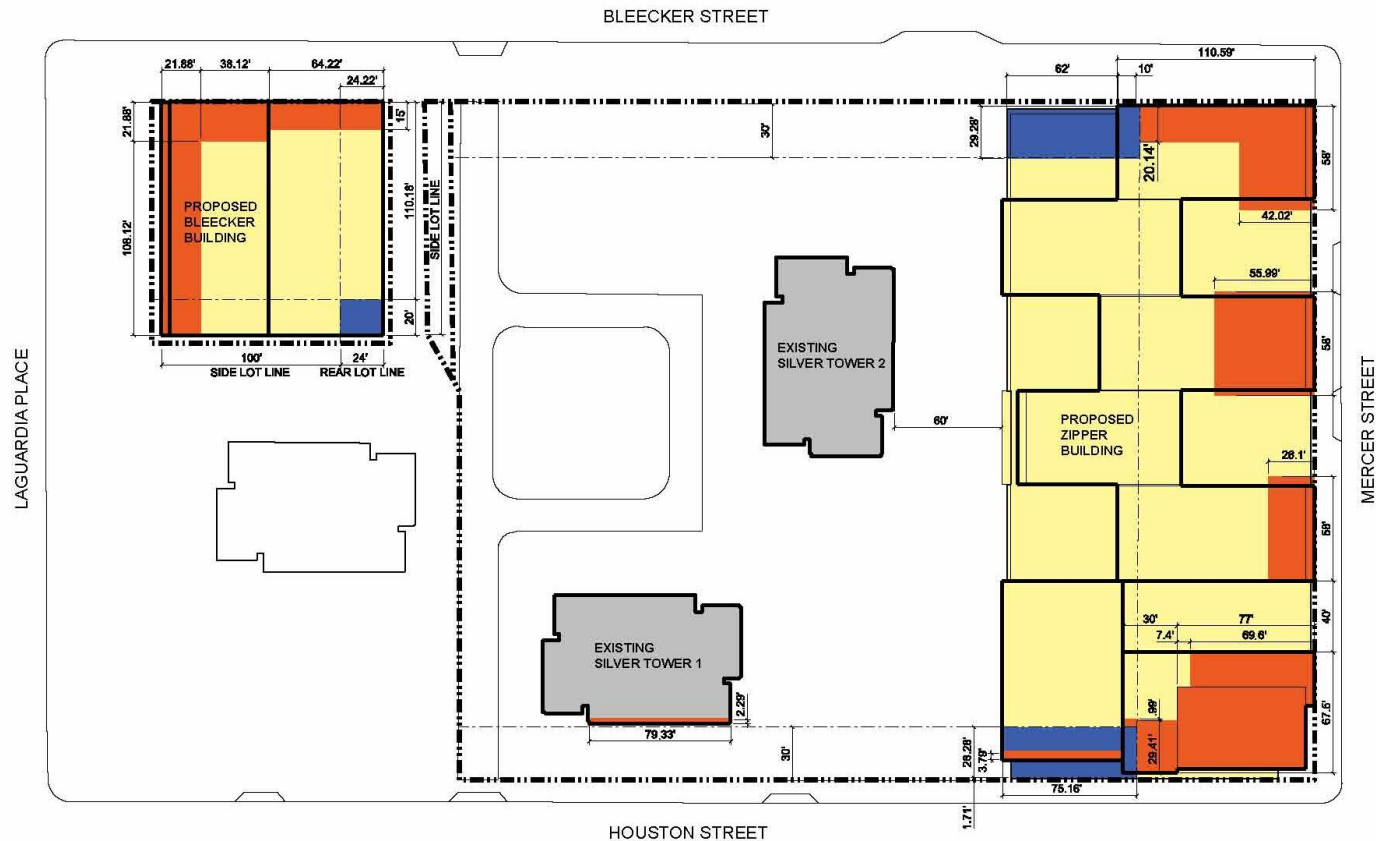 BLEECKER STREET
110.59'
21.88'
38.12'
64.22'
62'
10'
24.22'
21.88'
15'
30'
29.28'
20.14'
58'
110.18'
SIDE LOT LINE
108.12'
PROPOSED
BLEECKER
BUILDING
42.02'
55.99'
20'
58'
100'
24'
SIDE LOT LINE
REAR LOT LINE
LAGUARDIA PLACE
EXISTING
SILVER TOWER 2
60'
PROPOSED
ZIPPER
BUILDING
MERCER STREET
26.1'
58'
40'
30'
77'
7.4'
69.6'
EXISTING
SILVER TOWER 1
2.29'
79.33'
30'
.99'
29.41'
67.5'
28.28'
3.79'
75.16'
1.71'
HOUSTON STREET